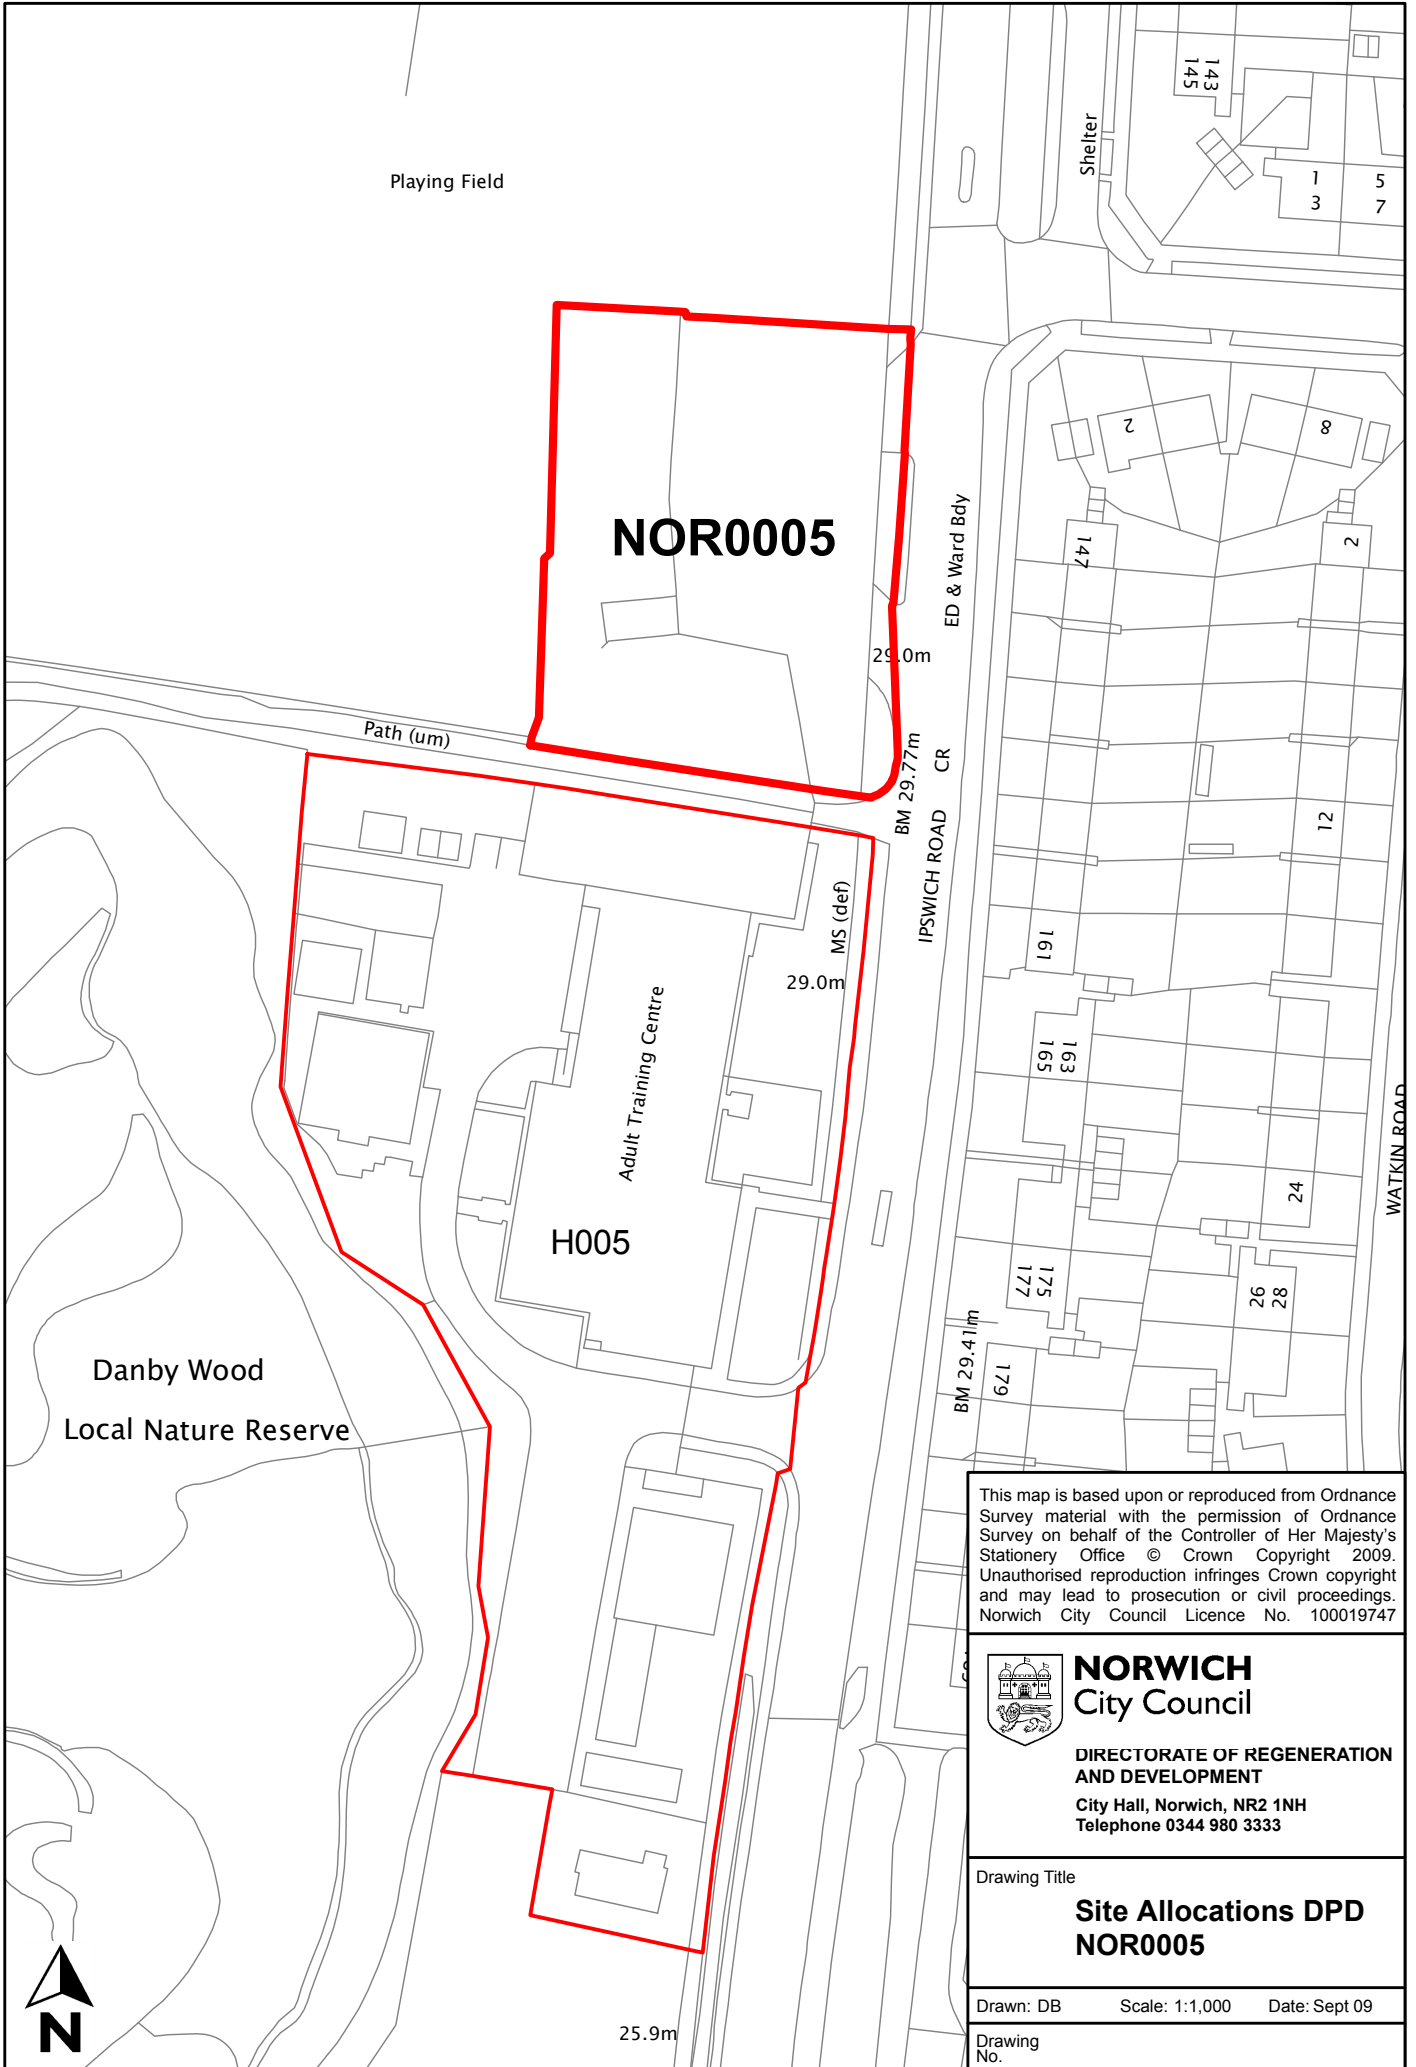 143
145
Shelter
Playing Field
1
3
5
7
2
8
NOR0005
147
2
ED & Ward Bdy
29.0m
Path (um)
BM 29.77m
CR
IPSWICH ROAD
12
MS (def)
161
29.0m
Adult Training Centre
163
165
WATKIN ROAD
24
H005
175
177
26
28
BM 29.41m
179
Danby Wood
Local Nature Reserve
This map is based upon or reproduced from Ordnance
Survey material with the permission of Ordnance
Survey on behalf of the Controller of Her Majesty's
Stationery Office © Crown Copyright 2009.
Unauthorised reproduction infringes Crown copyright
and may lead to prosecution or civil proceedings.
Norwich City Council Licence No. 100019747
NORWICH
City Council
DIRECTORATE OF REGENERATION
AND DEVELOPMENT
City Hall, Norwich, NR2 1NH
Telephone 0344 980 3333
Drawing Title
Site Allocations DPD
NOR0005
Drawn: DB Scale: 1:1,000 Date: Sept 09
Drawing
No.
N
25.9m